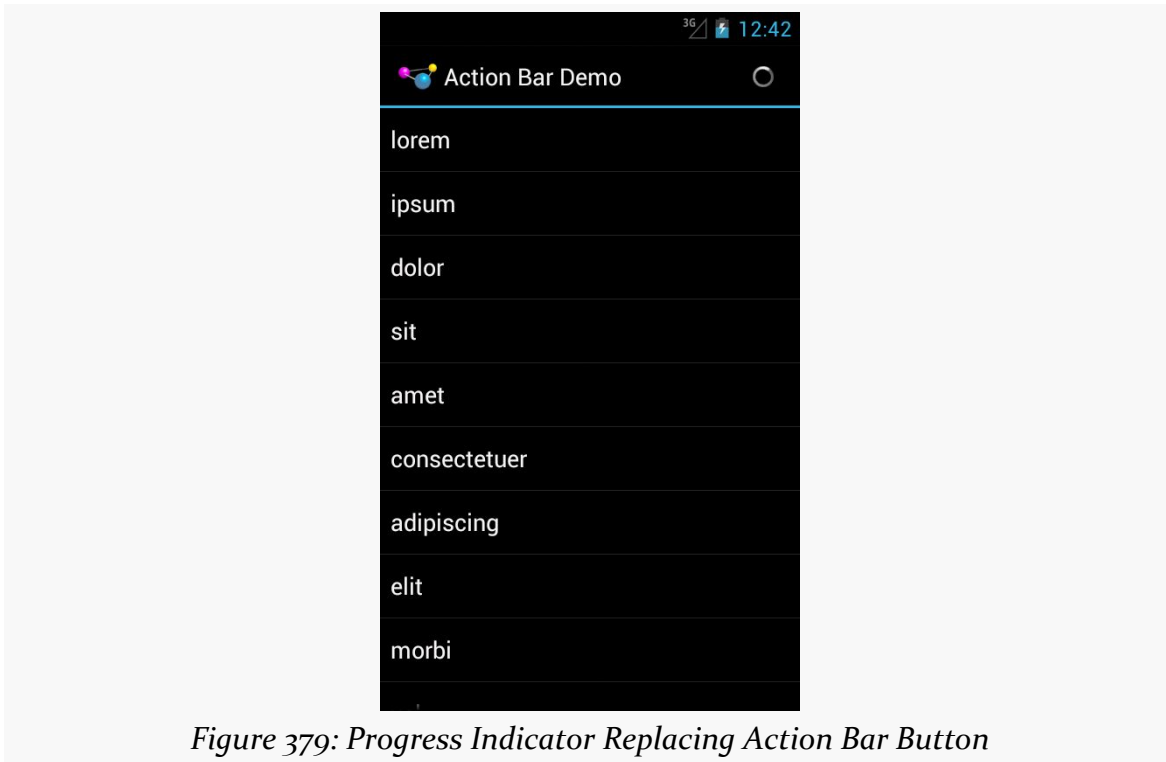 3G 12:42
Action Bar Demo
lorem
ipsum
dolor
sit
amet
consectetuer
adipiscing
elit
morbi
Figure 379: Progress Indicator Replacing Action Bar Button